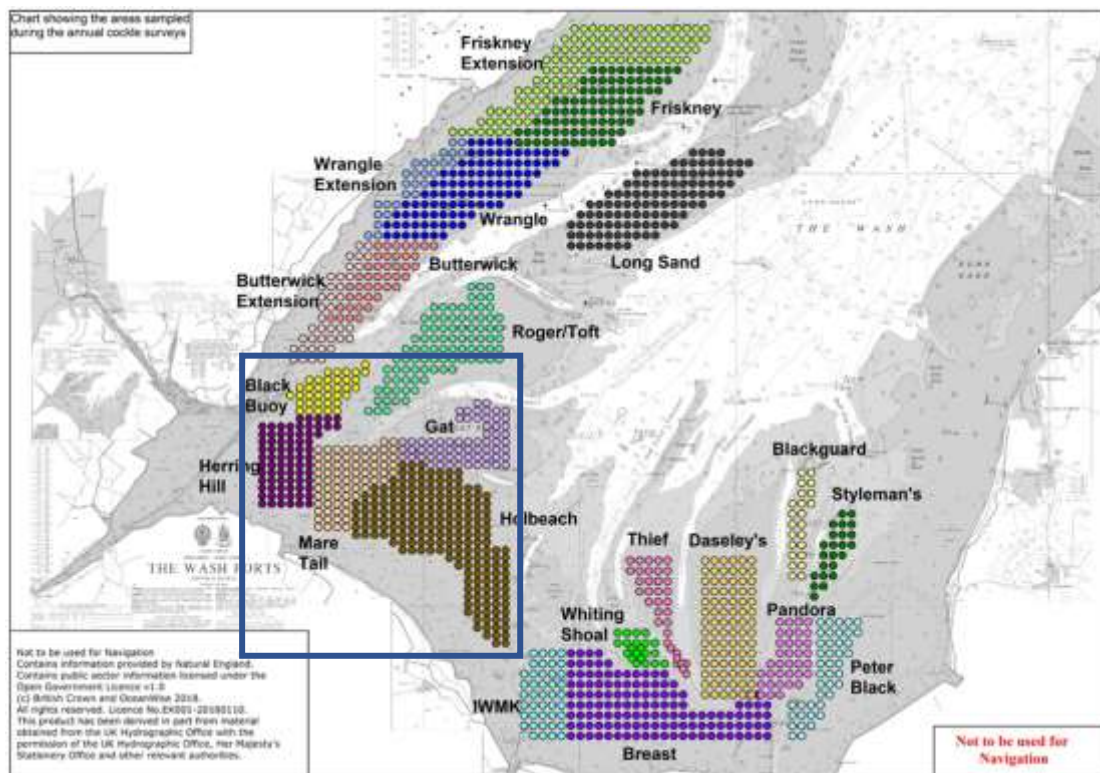 Chart showing the areas sampled
during the annual cockle surveys
Friskney
Extension
Friskney
Wrangle
Extension
Wrangle
THE WASH
Long Sand
Butterwick
Butterwick
Extension
Roger/Toft
Black
Buoy
Gat
Herring
Hill
Holbeach
Mare
Tail
Blackguard
Styleman's
Thief
Daseley's
Whiting
Shoal
Pandora
Peter
Black
IWMK
Breast
THE WASH PORTS
Not to be used for Navigation
Contains information provided by Natural England.
Contains public sector information licensed under the
Open Government Licence v1.0
(c) British Crown and OceanWise 2018.
All rights reserved. Licence No.EK001-20180110.
This product has been derived in part from material
obtained from the UK Hydrographic Office with the
permission of the UK Hydrographic Office, Her Majesty's
Stationery Office and other relevant authorities.
Not to be used for
Navigation